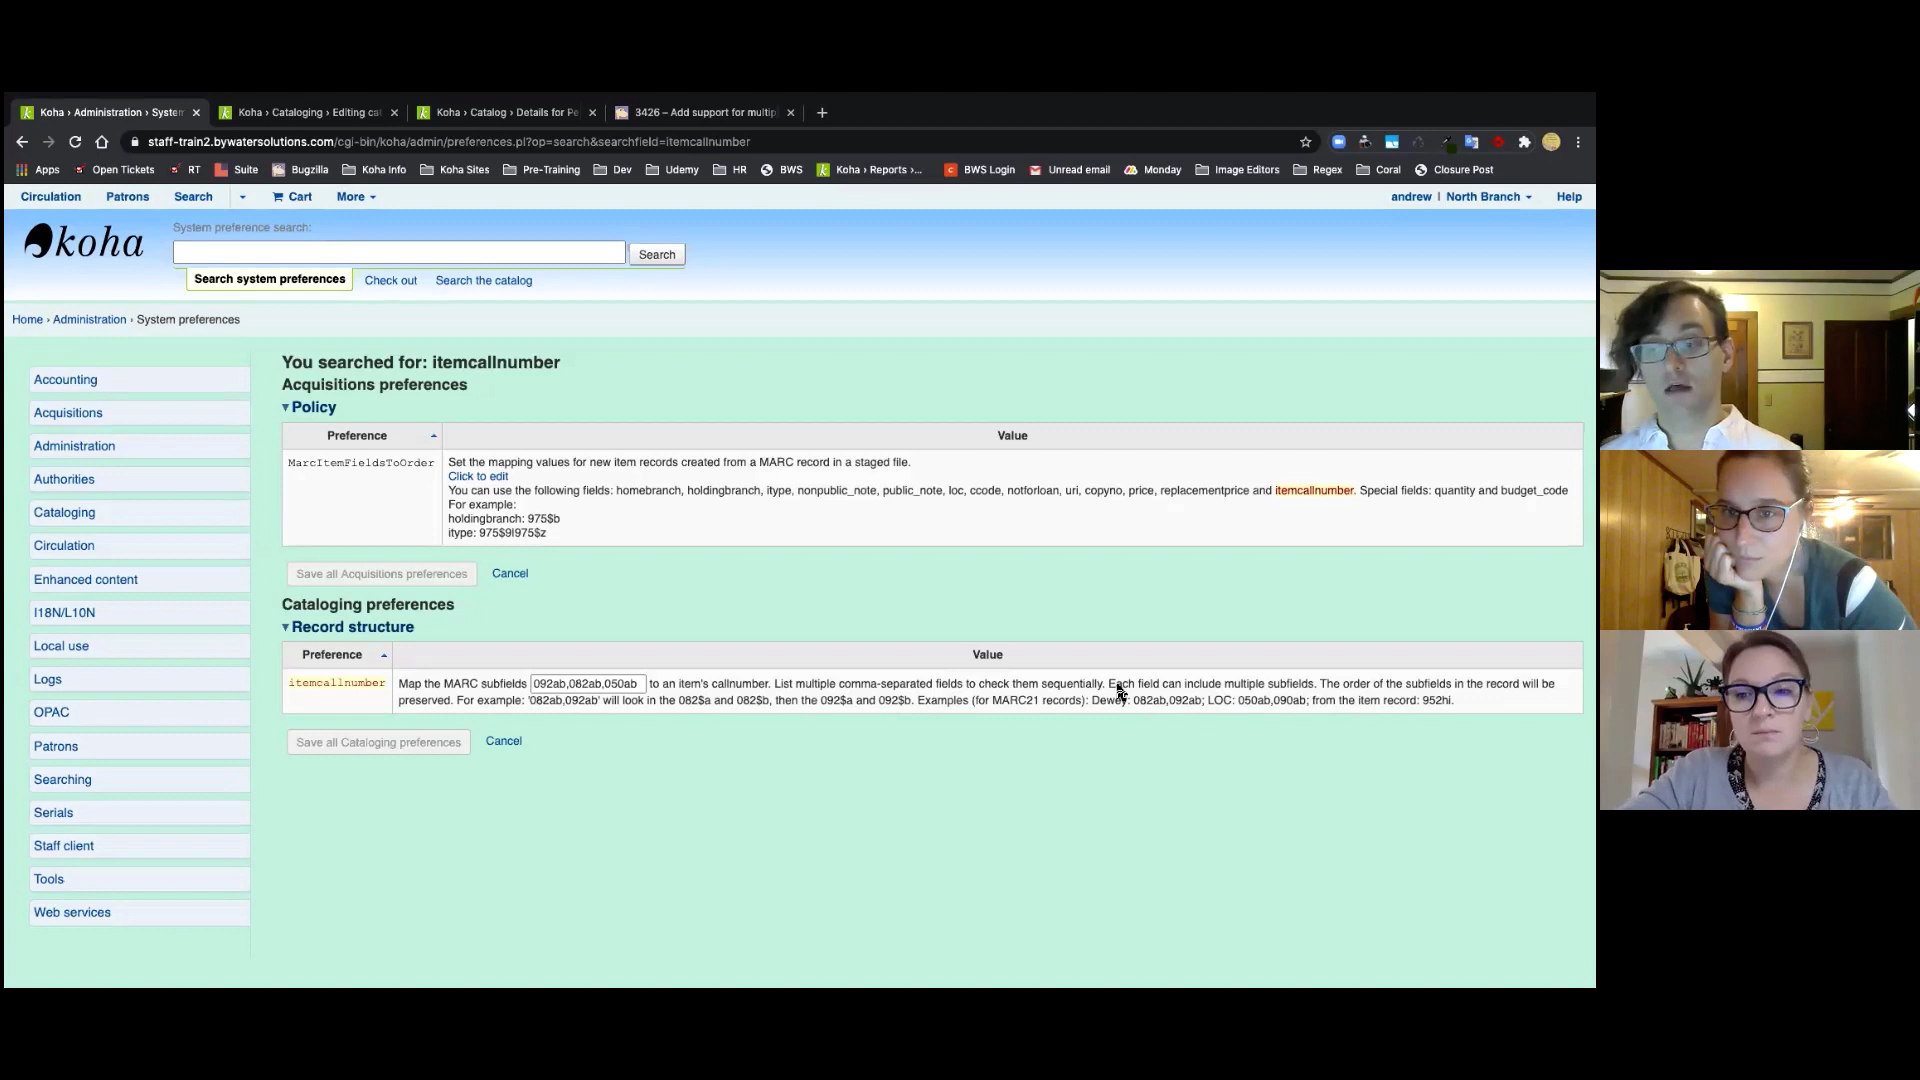 Koha › Administration › System
Koha › Cataloging › Editing cat
Koha › Catalog › Details for Pe
3426 – Add support for multip
staff-train2.bywatersolutions.com/cgi-bin/koha/admin/preferences.pl?op=search&searchfield=itemcallnumber
Apps Open Tickets RT Suite Bugzilla Koha Info Koha Sites Pre-Training Dev Udemy HR BWS Koha › Reports ›... BWS Login Unread email Monday Image Editors Regex Coral Closure Post
Circulation Patrons Search Cart More andrew | North Branch Help
koha
System preference search:
Search
Search system preferences Check out Search the catalog
Home › Administration › System preferences
Accounting
Acquisitions
Administration
Authorities
Cataloging
Circulation
Enhanced content
I18N/L10N
Local use
Logs
OPAC
Patrons
Searching
Serials
Staff client
Tools
Web services
You searched for: itemcallnumber
Acquisitions preferences
Policy
Preference Value
MarcItemFieldsToOrder
Set the mapping values for new item records created from a MARC record in a staged file.
Click to edit
You can use the following fields: homebranch, holdingbranch, itype, nonpublic_note, public_note, loc, ccode, notforloan, uri, copyno, price, replacementprice and itemcallnumber. Special fields: quantity and budget_code
For example:
holdingbranch: 975$b
itype: 975$9|975$z
Save all Acquisitions preferences Cancel
Cataloging preferences
Record structure
Preference Value
itemcallnumber
Map the MARC subfields 092ab,082ab,050ab to an item's callnumber. List multiple comma-separated fields to check them sequentially. Each field can include multiple subfields. The order of the subfields in the record will be
preserved. For example: '082ab,092ab' will look in the 082$a and 082$b, then the 092$a and 092$b. Examples (for MARC21 records): Dewey: 082ab,092ab; LOC: 050ab,090ab; from the item record: 952hi.
Save all Cataloging preferences Cancel